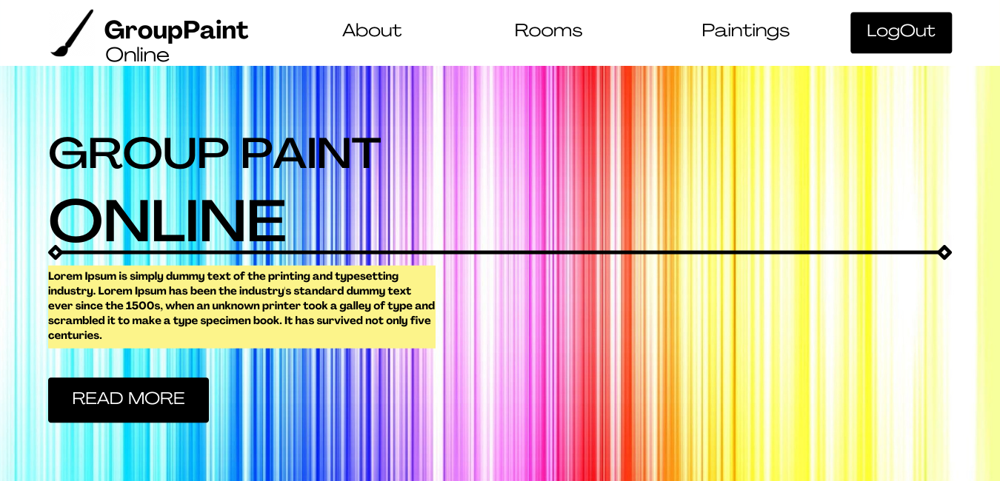 GroupPaint
Online
About
Rooms
Paintings
LogOut
GROUP PAINT
ONLINE
Lorem Ipsum is simply dummy text of the printing and typesetting
industry. Lorem Ipsum has been the industry's standard dummy text
ever since the 1500s, when an unknown printer took a galley of type and
scrambled it to make a type specimen book. It has survived not only five
centuries.
READ MORE